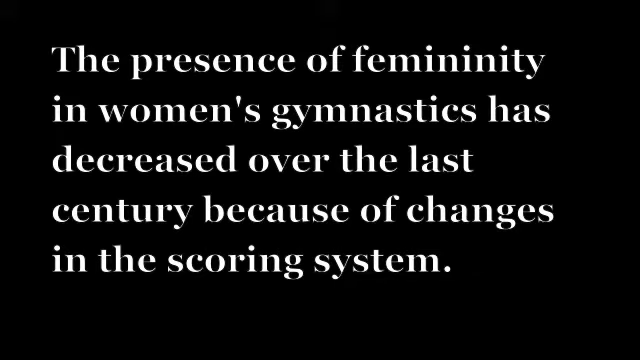 The presence of femininity
in women's gymnastics has
decreased over the last
century because of changes
in the scoring system.